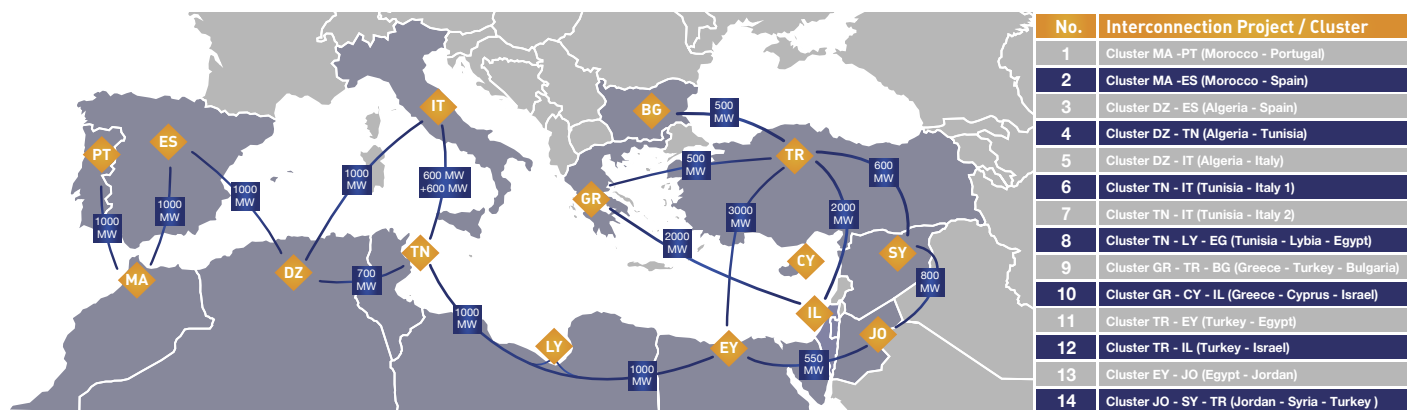 IT
BG
500
MW
PT
ES
TR
500
MW
600
MW
1000
MW
600 MW
+600 MW
1000
MW
1000
MW
GR
3000
MW
2000
MW
1000
MW
2000
MW
TN
CY
SY
MA
DZ
700
MW
800
MW
1000
MW
IL
LY
EY
JO
1000
MW
550
MW
No. Interconnection Project / Cluster
1 Cluster MA -PT (Morocco - Portugal)
2 Cluster MA -ES (Morocco - Spain)
3 Cluster DZ - ES (Algeria - Spain)
4 Cluster DZ - TN (Algeria - Tunisia)
5 Cluster DZ - IT (Algeria - Italy)
6 Cluster TN - IT (Tunisia - Italy 1)
7 Cluster TN - IT (Tunisia - Italy 2)
8 Cluster TN - LY - EG (Tunisia - Lybia - Egypt)
9 Cluster GR - TR - BG (Greece - Turkey - Bulgaria)
10 Cluster GR - CY - IL (Greece - Cyprus - Israel)
11 Cluster TR - EY (Turkey - Egypt)
12 Cluster TR - IL (Turkey - Israel)
13 Cluster EY - JO (Egypt - Jordan)
14 Cluster JO - SY - TR (Jordan - Syria - Turkey )